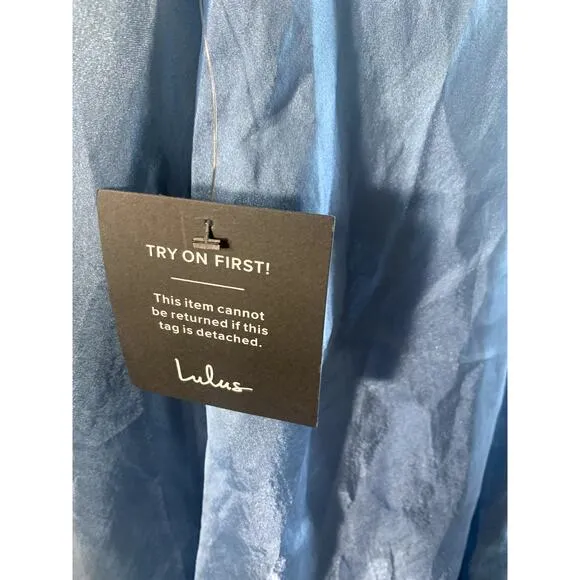 TRY ON FIRST!
This item cannot
be returned if this
tag is detached.
Lulus